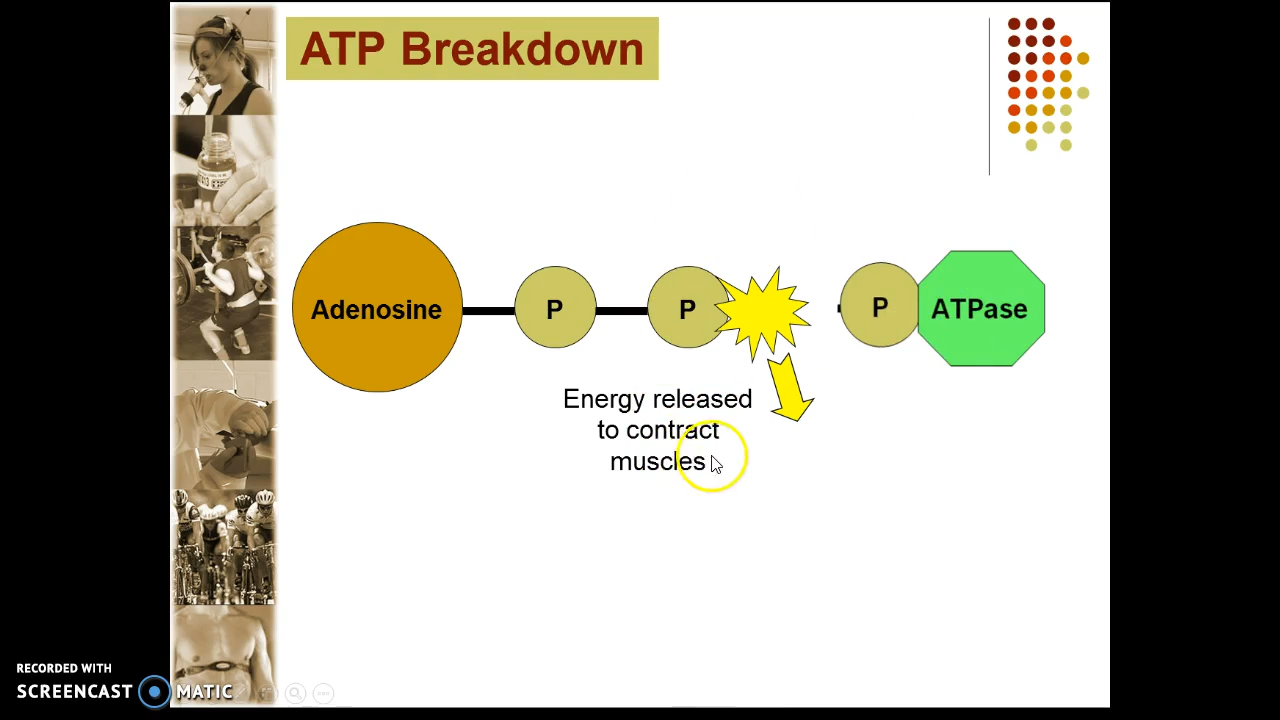 ATP Breakdown
Adenosine
P
P
P
ATPase
Energy released
to contract
muscles
RECORDED WITH
SCREENCAST MATIC